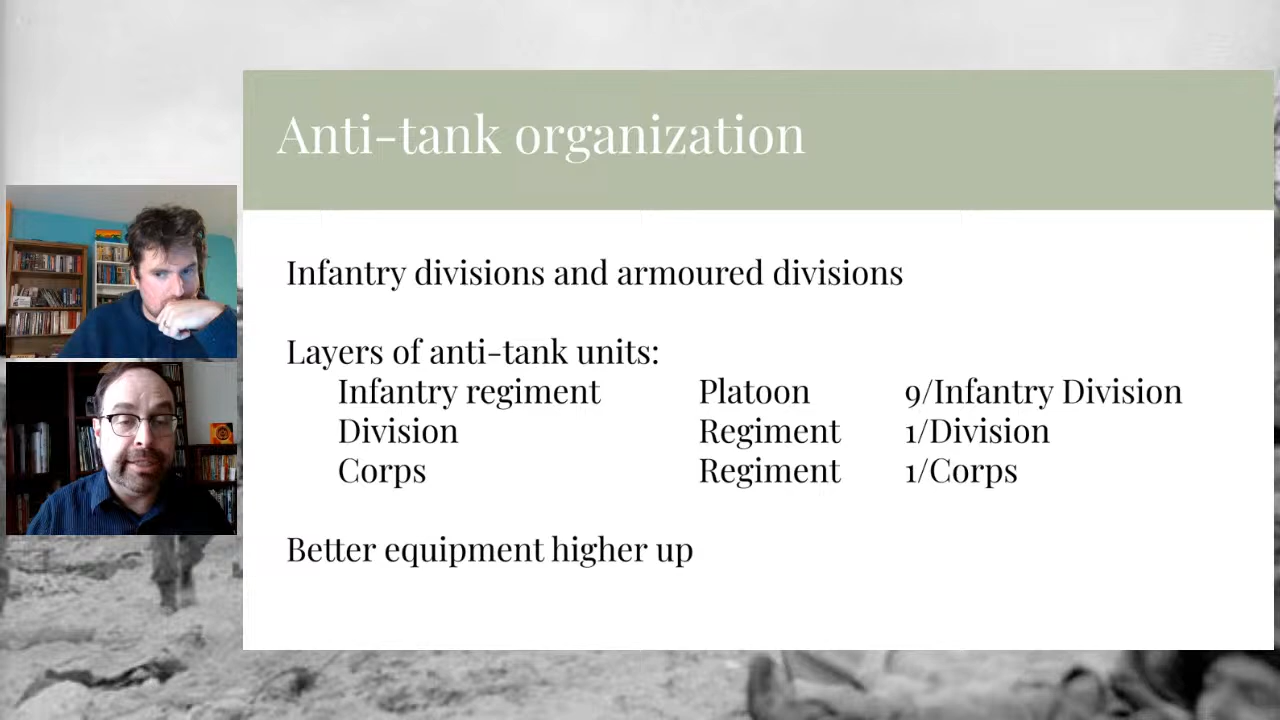 Anti-tank organization
Infantry divisions and armoured divisions
Layers of anti-tank units:
Infantry regiment Platoon 9/Infantry Division
Division Regiment 1/Division
Corps Regiment 1/Corps
Better equipment higher up